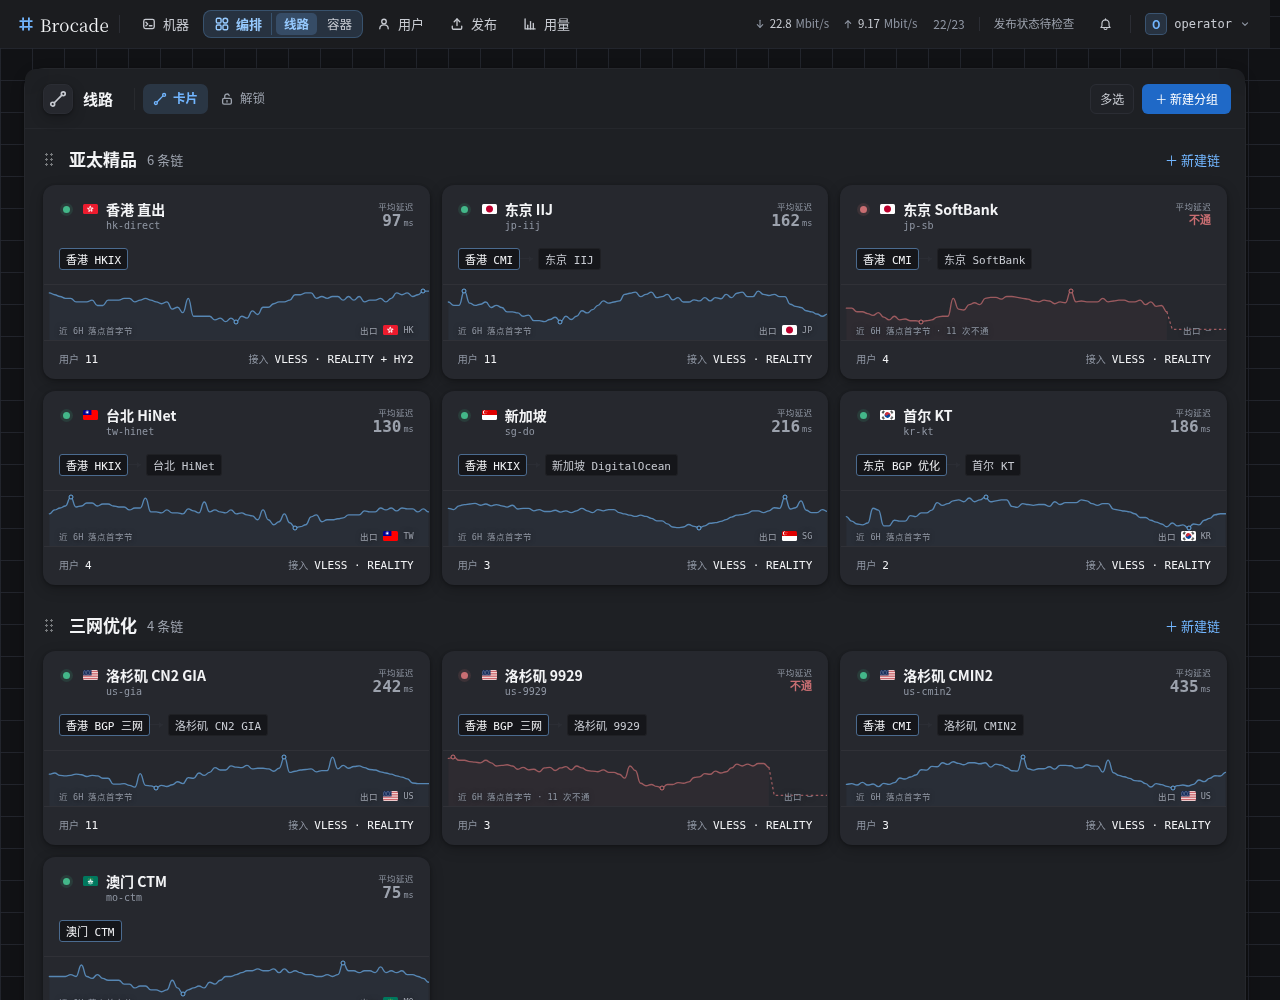 Brocade 机器 编排 线路 容器 用户 发布 用量 22.8 Mbit/s 9.17 Mbit/s 22/23 发布状态待检查 O operator
线路 卡片 解锁 多选 新建分组
亚太精品 6 条链 新建链
香港 直出 平均延迟
hk-direct 97 ms
香港 HKIX
近 6H 落点首字节 出口 HK
用户 11 接入 VLESS · REALITY + HY2
东京 IIJ 平均延迟
jp-iij 162 ms
香港 CMI 东京 IIJ
近 6H 落点首字节 出口 JP
用户 11 接入 VLESS · REALITY
东京 SoftBank 平均延迟
jp-sb 不通
香港 CMI 东京 SoftBank
近 6H 落点首字节 · 11 次不通 出口
用户 4 接入 VLESS · REALITY
台北 HiNet 平均延迟
tw-hinet 130 ms
香港 HKIX 台北 HiNet
近 6H 落点首字节 出口 TW
用户 4 接入 VLESS · REALITY
新加坡 平均延迟
sg-do 216 ms
香港 HKIX 新加坡 DigitalOcean
近 6H 落点首字节 出口 SG
用户 3 接入 VLESS · REALITY
首尔 KT 平均延迟
kr-kt 186 ms
东京 BGP 优化 首尔 KT
近 6H 落点首字节 出口 KR
用户 2 接入 VLESS · REALITY
三网优化 4 条链 新建链
洛杉矶 CN2 GIA 平均延迟
us-gia 242 ms
香港 BGP 三网 洛杉矶 CN2 GIA
近 6H 落点首字节 出口 US
用户 11 接入 VLESS · REALITY
洛杉矶 9929 平均延迟
us-9929 不通
香港 BGP 三网 洛杉矶 9929
近 6H 落点首字节 · 11 次不通 出口
用户 3 接入 VLESS · REALITY
洛杉矶 CMIN2 平均延迟
us-cmin2 435 ms
香港 CMI 洛杉矶 CMIN2
近 6H 落点首字节 出口 US
用户 3 接入 VLESS · REALITY
澳门 CTM 平均延迟
mo-ctm 75 ms
澳门 CTM